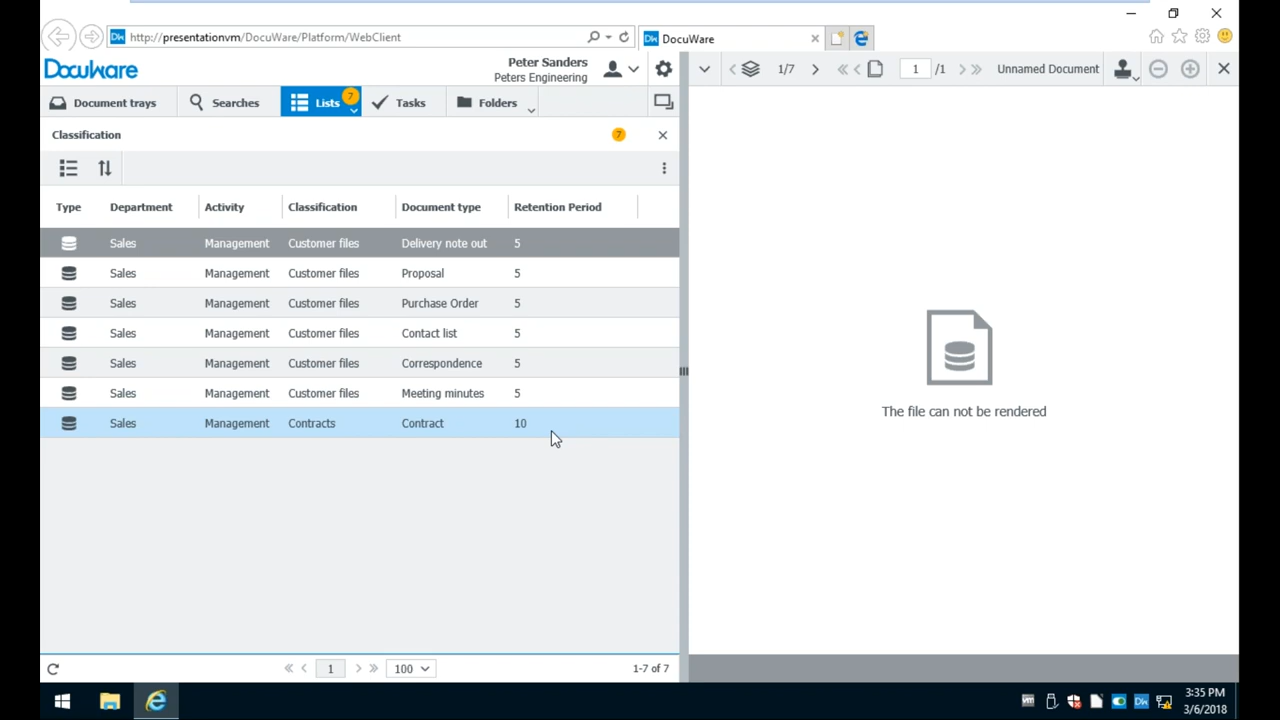 http://presentationvm/DocuWare/Platform/WebClient
DocuWare
DocuWare
Peter Sanders
Peters Engineering
1/7
1 /1
Unnamed Document
Document trays
Searches
Lists 7
Tasks
Folders
Classification 7
Type Department Activity Classification Document type Retention Period
Sales Management Customer files Delivery note out 5
Sales Management Customer files Proposal 5
Sales Management Customer files Purchase Order 5
Sales Management Customer files Contact list 5
Sales Management Customer files Correspondence 5
Sales Management Customer files Meeting minutes 5
Sales Management Contracts Contract 10
The file can not be rendered
1 100 1-7 of 7
3:35 PM
3/6/2018